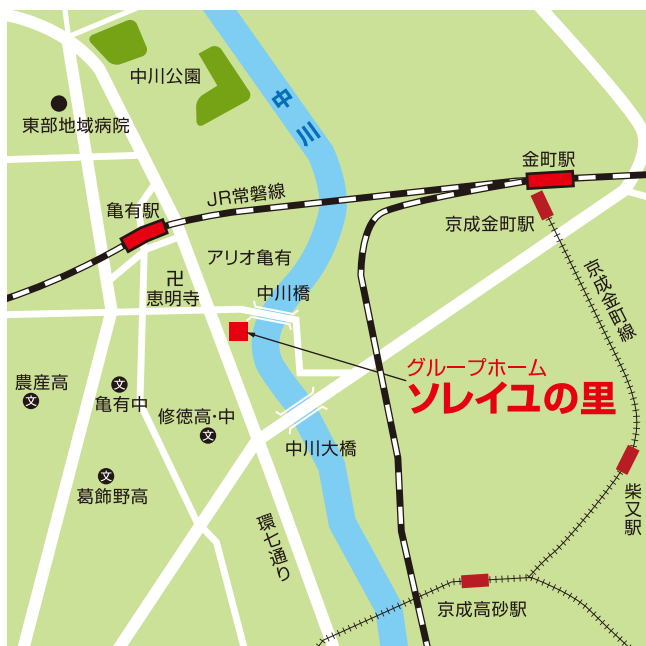 中川公園
中川
東部地域病院
金町駅
JR常磐線
亀有駅
京成金町駅
アリオ亀有
京成金町線
卍
恵明寺
中川橋
グループホーム
ソレイユの里
農産高
文
文
亀有中
修徳高・中
文
中川大橋
文
葛飾野高
柴又駅
環七通り
京成高砂駅